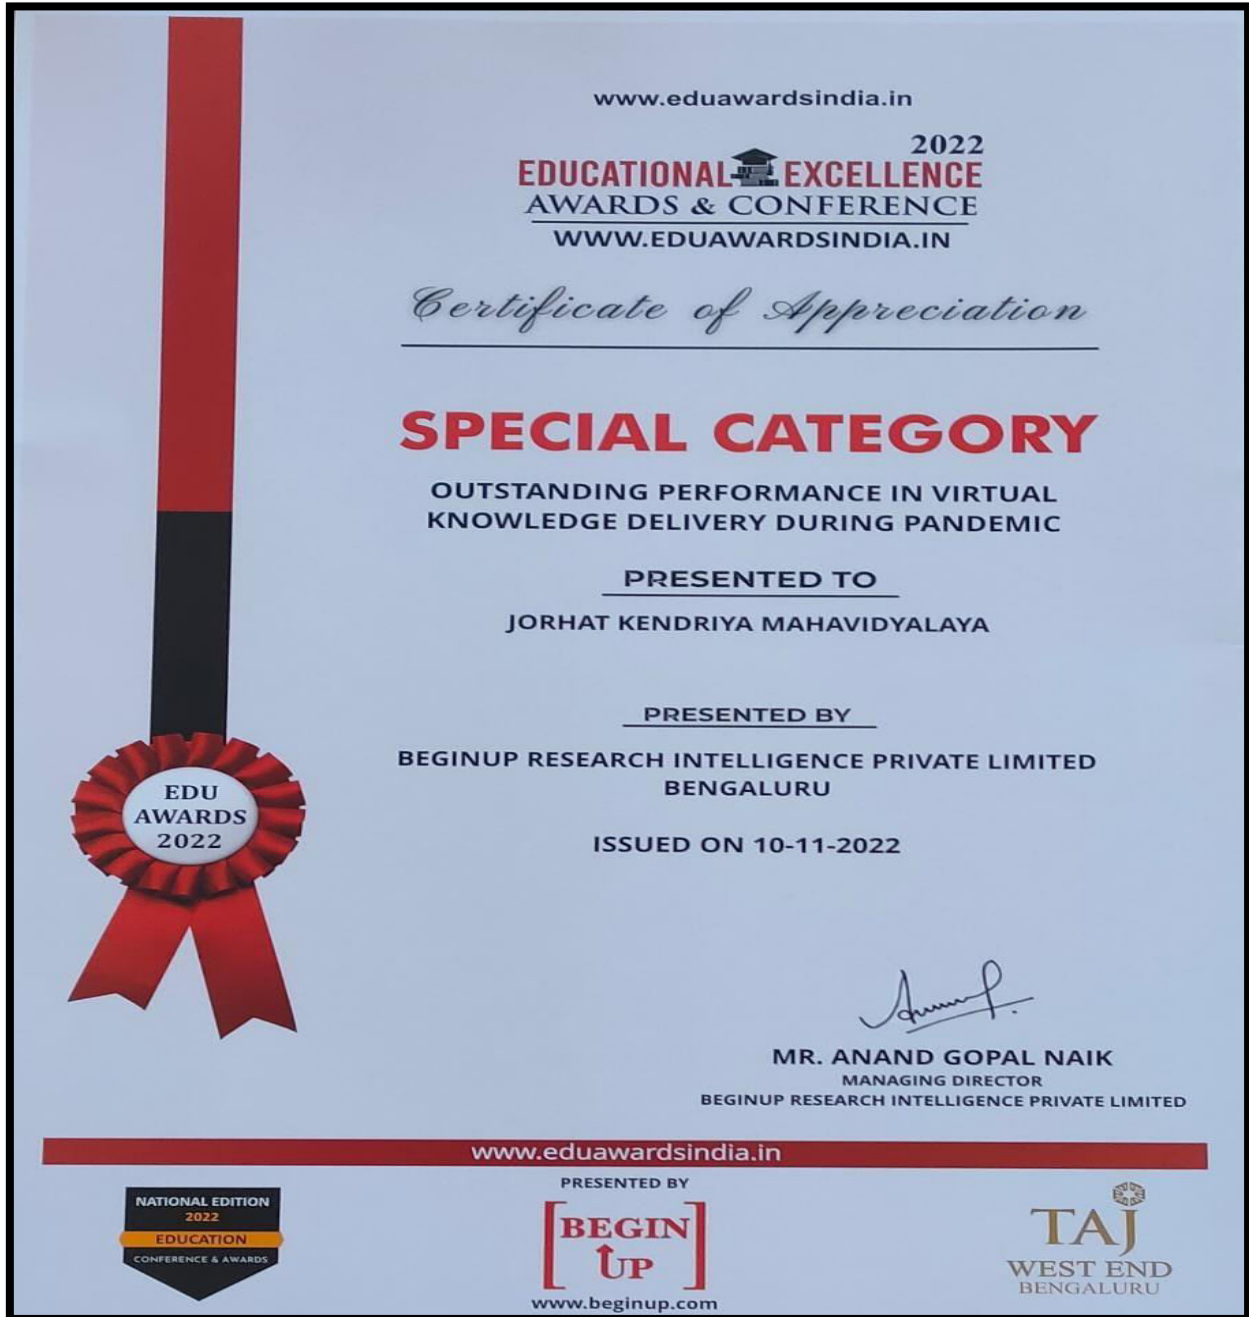 www.eduawardsindia.in
2022
EDUCATIONAL EXCELLENCE
AWARDS & CONFERENCE
WWW.EDUAWARDSINDIA.IN
Certificate of Appreciation
SPECIAL CATEGORY
OUTSTANDING PERFORMANCE IN VIRTUAL
KNOWLEDGE DELIVERY DURING PANDEMIC
PRESENTED TO
JORHAT KENDRIYA MAHAVIDYALAYA
PRESENTED BY
BEGINUP RESEARCH INTELLIGENCE PRIVATE LIMITED
BENGALURU
ISSUED ON 10-11-2022
EDU
AWARDS
2022
MR. ANAND GOPAL NAIK
MANAGING DIRECTOR
BEGINUP RESEARCH INTELLIGENCE PRIVATE LIMITED
www.eduawardsindia.in
NATIONAL EDITION
2022
EDUCATION
CONFERENCE & AWARDS
PRESENTED BY
BEGIN
UP
www.beginup.com
TAJ
WEST END
BENGALURU